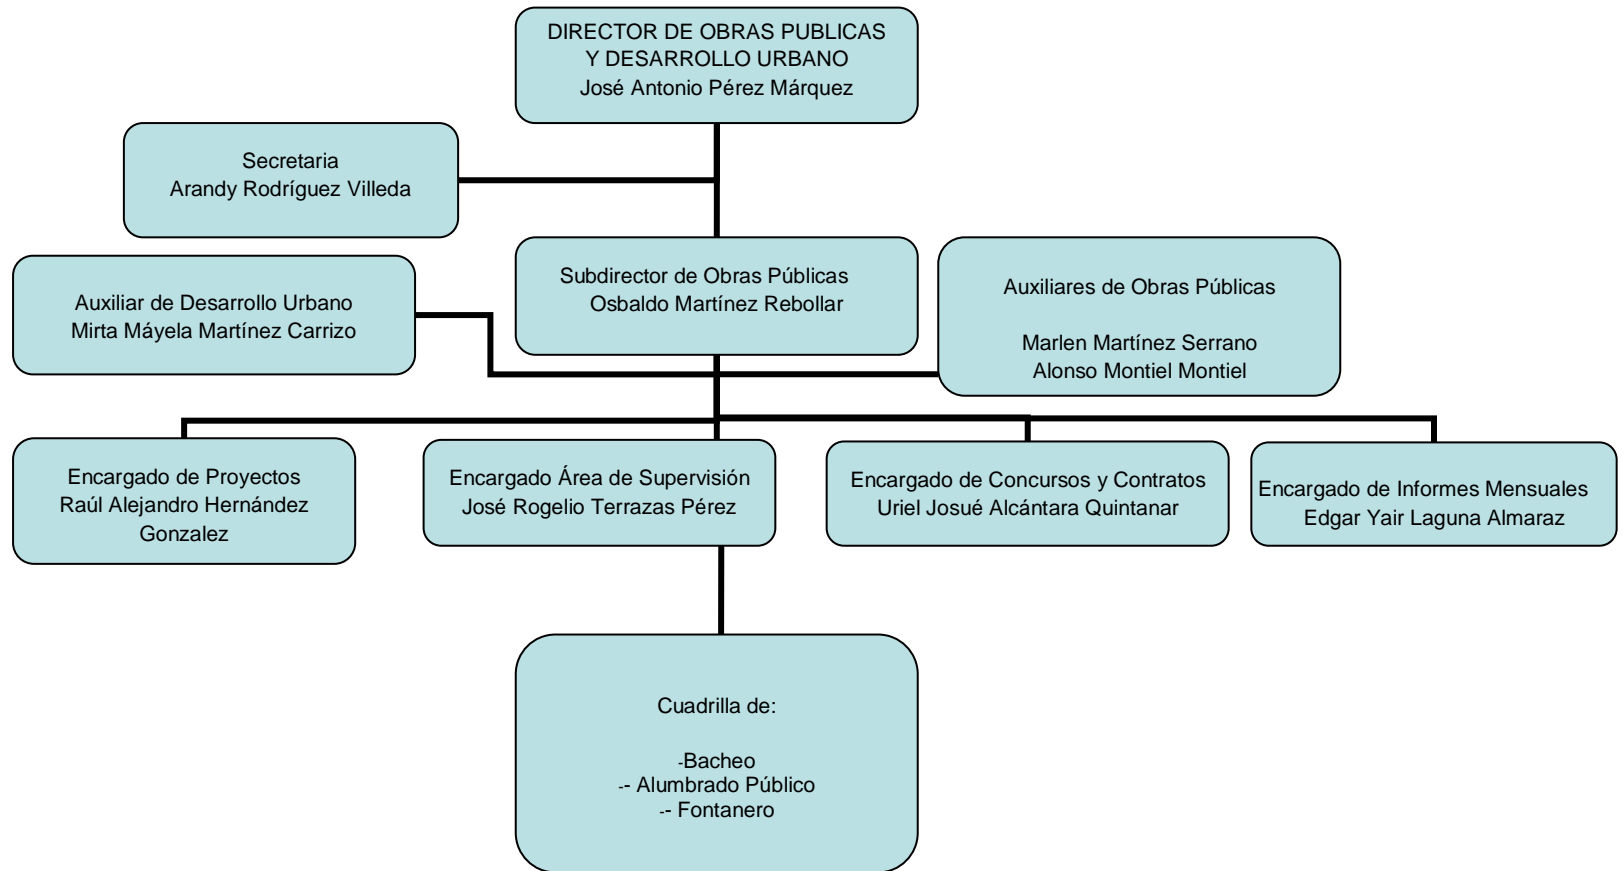 DIRECTOR DE OBRAS PUBLICAS
Y DESARROLLO URBANO
José Antonio Pérez Márquez
Secretaria
Arandy Rodríguez Villeda
Subdirector de Obras Públicas
Osbaldo Martínez Rebollar
Auxiliar de Desarrollo Urbano
Mirta Máyela Martínez Carrizo
Auxiliares de Obras Públicas
Marlen Martínez Serrano
Alonso Montiel Montiel
Encargado de Proyectos
Raúl Alejandro Hernández
Gonzalez
Encargado Área de Supervisión
José Rogelio Terrazas Pérez
Encargado de Concursos y Contratos
Uriel Josué Alcántara Quintanar
Encargado de Informes Mensuales
Edgar Yair Laguna Almaraz
Cuadrilla de:
-Bacheo
-- Alumbrado Público
-- Fontanero